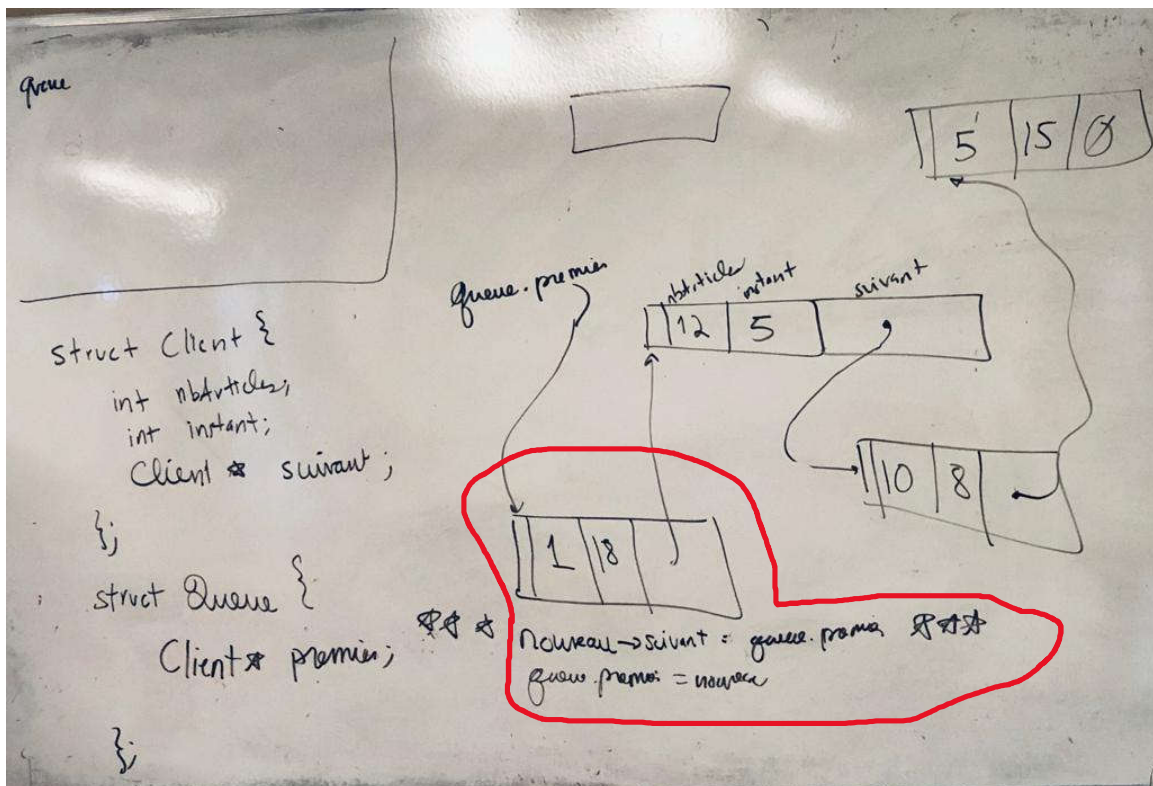 queue
5 15 0
queue.premier
nbArticles instant suivant
12 5
struct Client {
int nbArticles;
int instant;
Client * suivant;
};
10 8
1 18
struct Queue {
Client* premier;
};
*** nouveau->suivant = queue.premier ***
queue.premier = nouveau